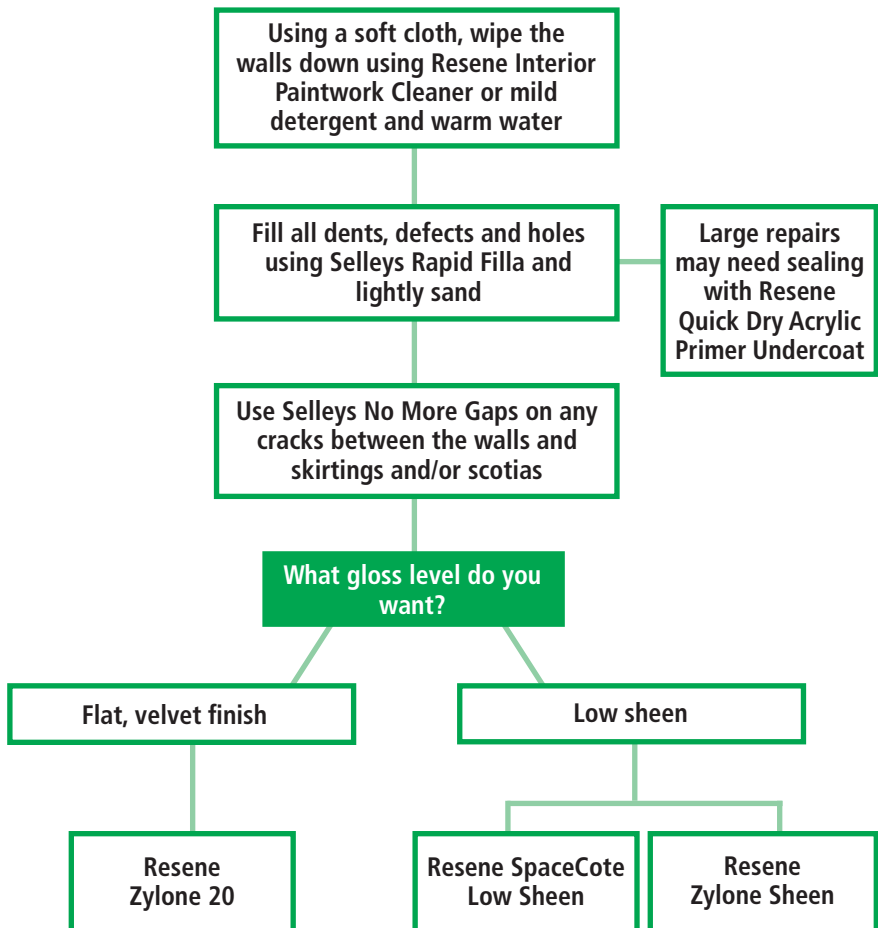 Using a soft cloth, wipe the
walls down using Resene Interior
Paintwork Cleaner or mild
detergent and warm water
Fill all dents, defects and holes
using Selleys Rapid Filla and
lightly sand
Large repairs
may need sealing
with Resene
Quick Dry Acrylic
Primer Undercoat
Use Selleys No More Gaps on any
cracks between the walls and
skirtings and/or scotias
What gloss level do you
want?
Flat, velvet finish
Low sheen
Resene
Zylone 20
Resene SpaceCote
Low Sheen
Resene
Zylone Sheen